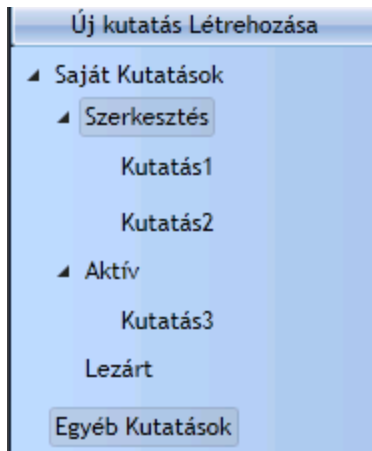 Új kutatás Létrehozása
Saját Kutatások
Szerkesztés
Kutatás1
Kutatás2
Aktív
Kutatás3
Lezárt
Egyéb Kutatások